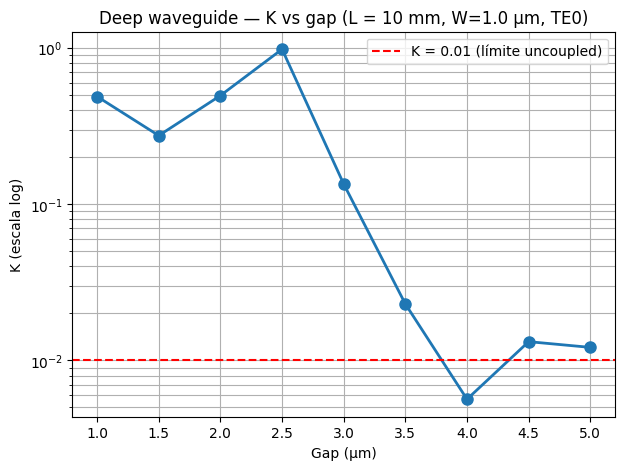 Deep waveguide — K vs gap (L = 10 mm, W=1.0 µm, TE0)
K = 0.01 (límite uncoupled)
K (escala log)
10⁰
10⁻¹
10⁻²
1.0 1.5 2.0 2.5 3.0 3.5 4.0 4.5 5.0
Gap (µm)